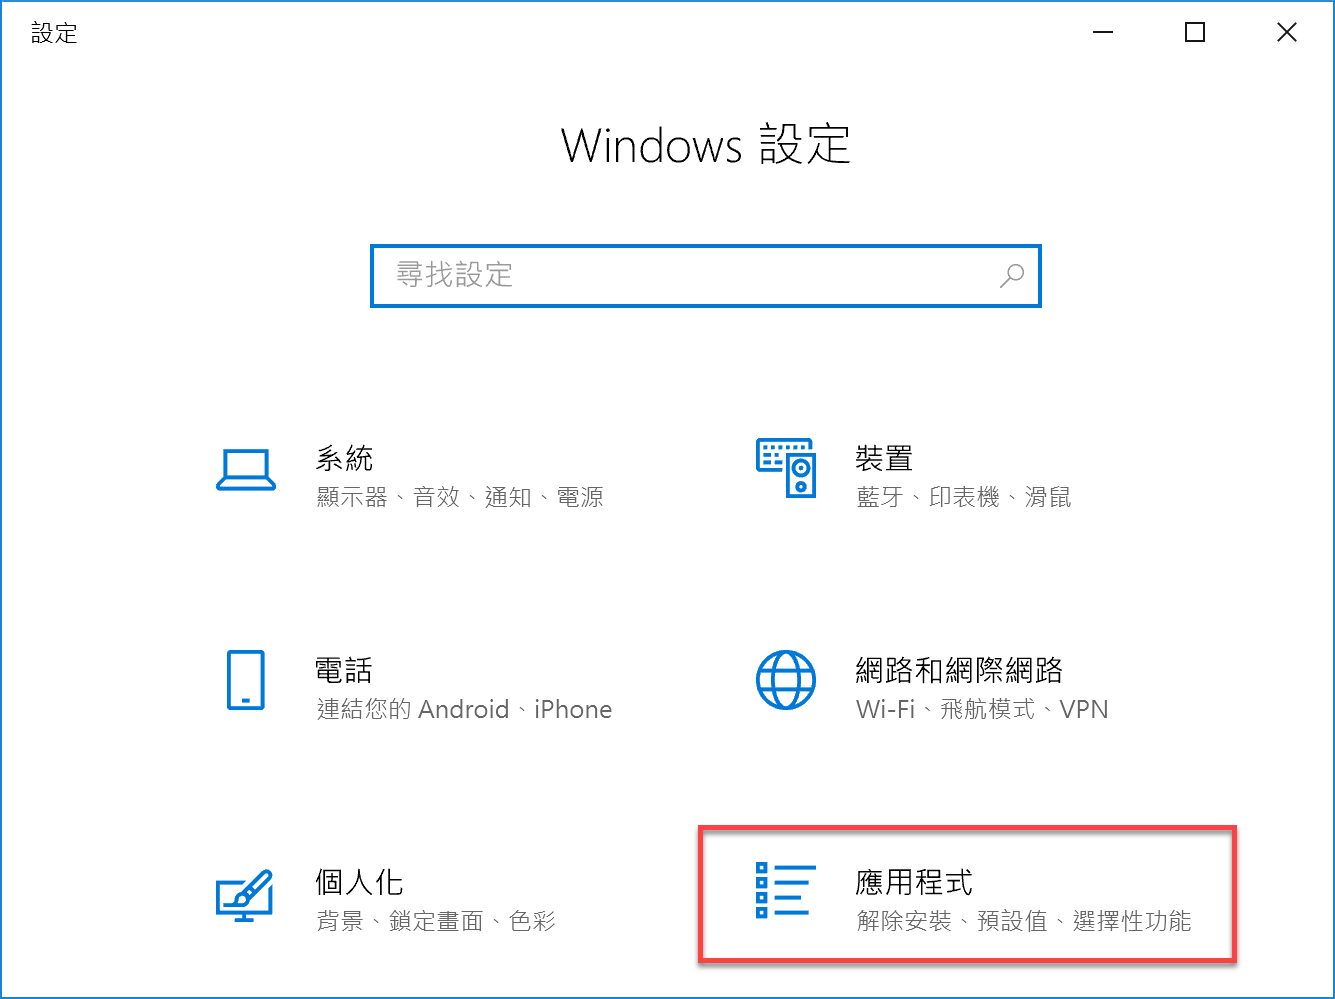 設定
Windows 設定
尋找設定
系統
顯示器、音效、通知、電源
裝置
藍牙、印表機、滑鼠
電話
連結您的 Android、iPhone
網路和網際網路
Wi-Fi、飛航模式、VPN
個人化
背景、鎖定畫面、色彩
應用程式
解除安裝、預設值、選擇性功能